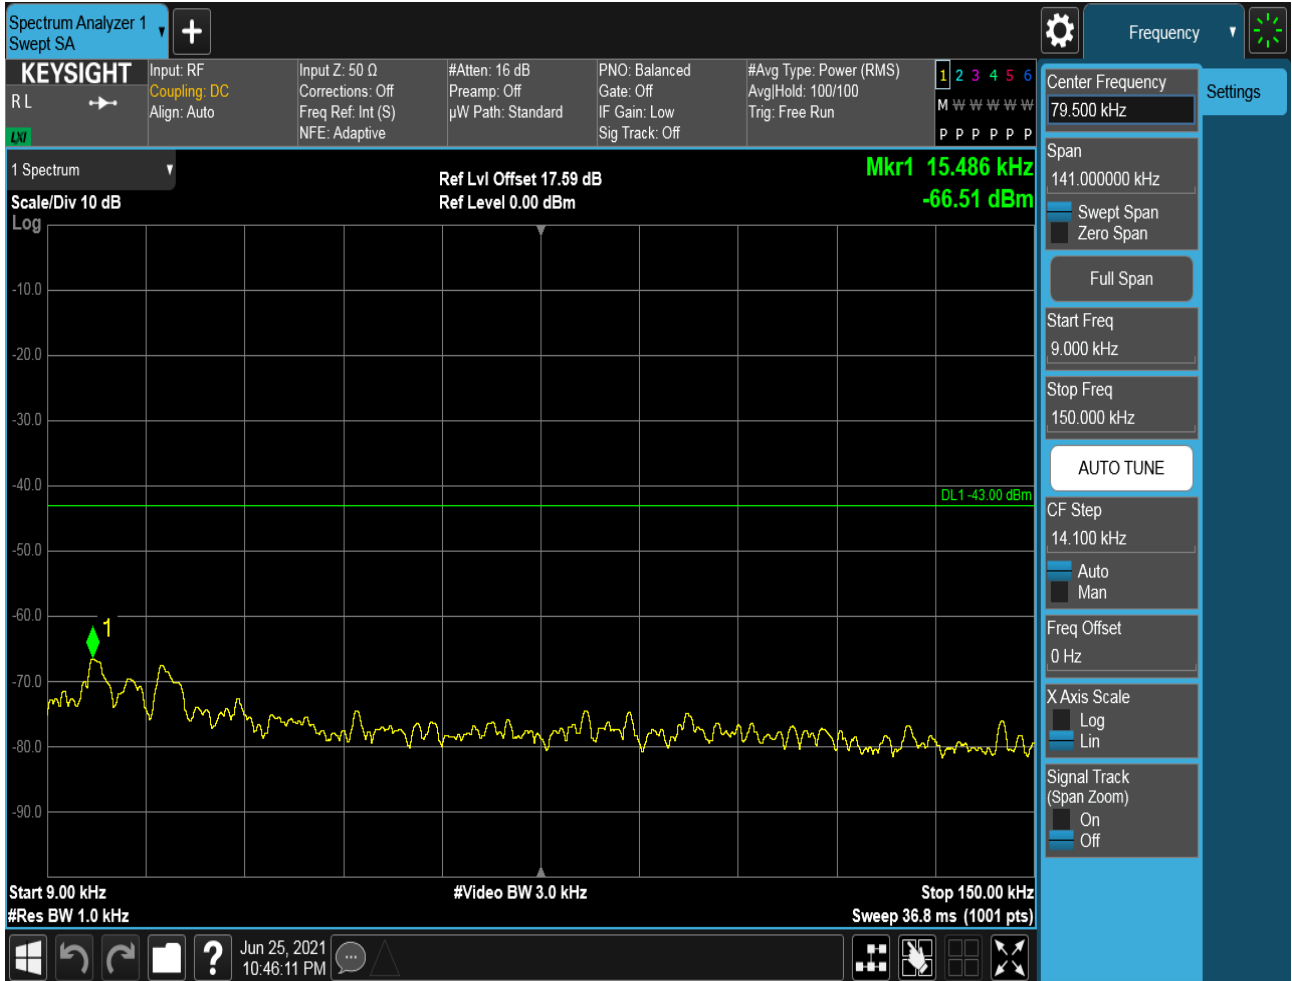 Spectrum Analyzer 1
Swept SA
Frequency
KEYSIGHT
R L
LXI
Input: RF
Coupling: DC
Align: Auto
Input Z: 50 Ω
Corrections: Off
Freq Ref: Int (S)
NFE: Adaptive
#Atten: 16 dB
Preamp: Off
µW Path: Standard
PNO: Balanced
Gate: Off
IF Gain: Low
Sig Track: Off
#Avg Type: Power (RMS)
Avg|Hold: 100/100
Trig: Free Run
1 2 3 4 5 6
M W W W W W
P P P P P P
1 Spectrum
Scale/Div 10 dB
Log
Ref Lvl Offset 17.59 dB
Ref Level 0.00 dBm
Mkr1 15.486 kHz
-66.51 dBm
-10.0
-20.0
-30.0
-40.0
DL1 -43.00 dBm
-50.0
-60.0
1
-70.0
-80.0
-90.0
Start 9.00 kHz
#Video BW 3.0 kHz
Stop 150.00 kHz
#Res BW 1.0 kHz
Sweep 36.8 ms (1001 pts)
?
Jun 25, 2021
10:46:11 PM
Center Frequency
79.500 kHz
Settings
Span
141.000000 kHz
Swept Span
Zero Span
Full Span
Start Freq
9.000 kHz
Stop Freq
150.000 kHz
AUTO TUNE
CF Step
14.100 kHz
Auto
Man
Freq Offset
0 Hz
X Axis Scale
Log
Lin
Signal Track
(Span Zoom)
On
Off